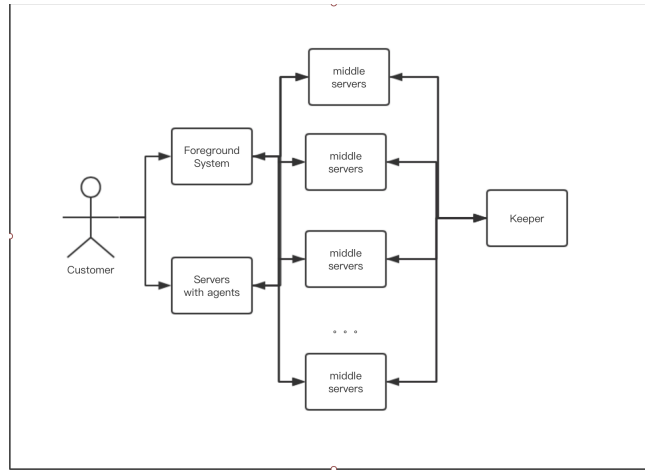 middle
servers
Foreground
System
middle
servers
Keeper
Customer
Servers
with agents
middle
servers
middle
servers